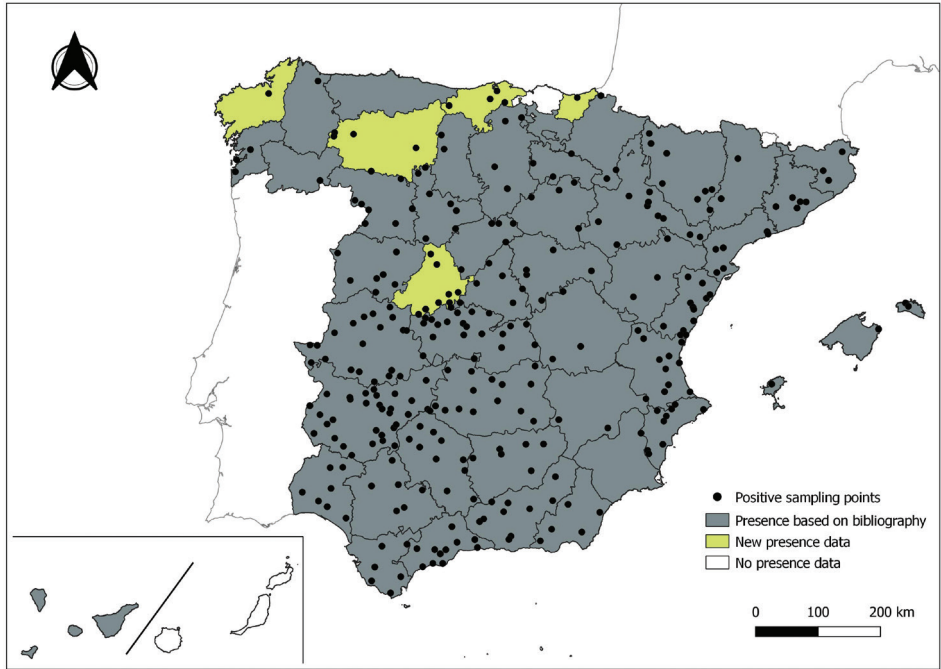 Positive sampling points
Presence based on bibliography
New presence data
No presence data
0 100 200 km